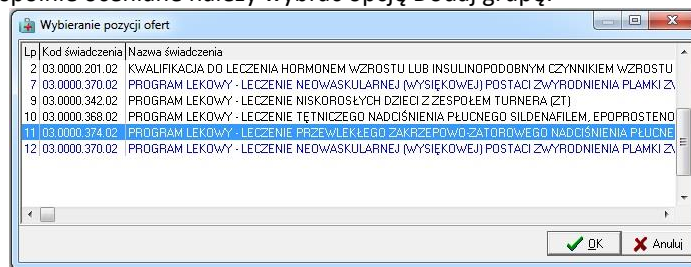 opólnie oceniane należy wybrać opcję Dodaj grupę.
Wybieranie pozycji ofert
Lp Kod świadczenia Nazwa świadczenia
2 03.0000.201.02 KWALIFIKACJA DO LECZENIA HORMONEM WZROSTU LUB INSULINOPODOBNYM CZYNNIKIEM WZROSTU
7 03.0000.370.02 PROGRAM LEKOWY - LECZENIE NEOWASKULARNEJ (WYSIĘKOWEJ) POSTACI ZWYRODNIENIA PLAMKI
9 03.0000.342.02 PROGRAM LEKOWY - LECZENIE NISKOROSŁYCH DZIECI Z ZESPOŁEM TURNERA (ZT)
10 03.0000.368.02 PROGRAM LEKOWY - LECZENIE TĘTNICZEGO NADCIŚNIENIA PŁUCNEGO SILDENAFILEM, EPOPROSTENO
11 03.0000.374.02 PROGRAM LEKOWY - LECZENIE PRZEWLEKŁEGO ZAKRZEPOWO-ZATOROWEGO NADCIŚNIENIA PŁUCNE
12 03.0000.370.02 PROGRAM LEKOWY - LECZENIE NEOWASKULARNEJ (WYSIĘKOWEJ) POSTACI ZWYRODNIENIA PLAMKI
OK Anuluj